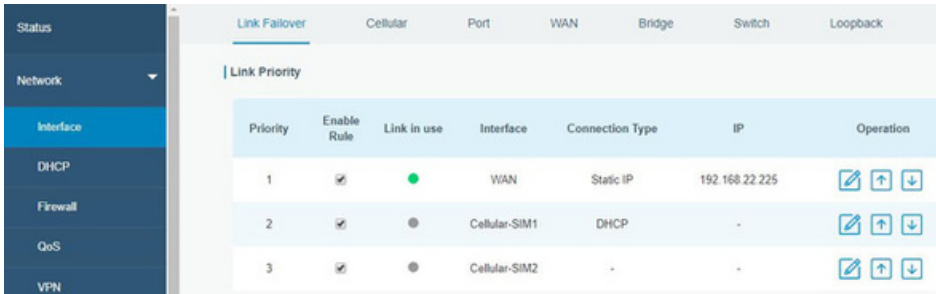 Status
Network
Interface
DHCP
Firewall
QoS
VPN
Link Failover Cellular Port WAN Bridge Switch Loopback
Link Priority
Priority Enable Rule Link in use Interface Connection Type IP Operation
1 WAN Static IP 192.168.22.225
2 Cellular-SIM1 DHCP -
3 Cellular-SIM2 - -